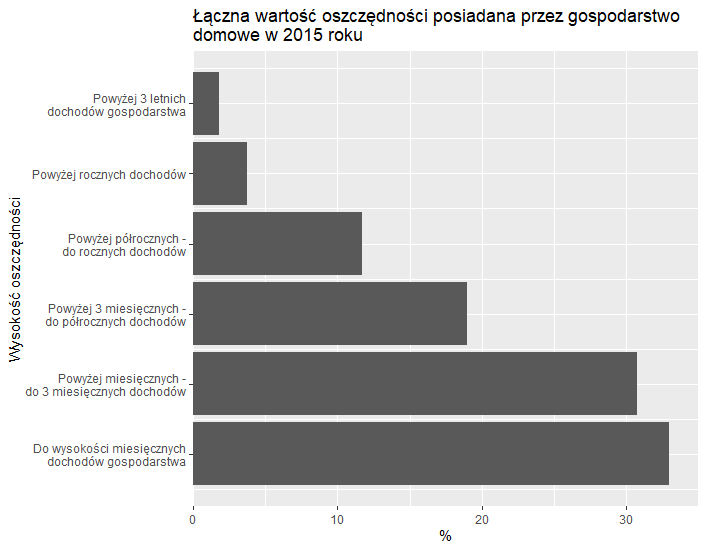 Łączna wartość oszczędności posiadana przez gospodarstwo
domowe w 2015 roku
Wysokość oszczędności
Powyżej 3 letnich
dochodów gospodarstwa
Powyżej rocznych dochodów
Powyżej półrocznych -
do rocznych dochodów
Powyżej 3 miesięcznych -
do półrocznych dochodów
Powyżej miesięcznych -
do 3 miesięcznych dochodów
Do wysokości miesięcznych
dochodów gospodarstwa
0 10 20 30
%